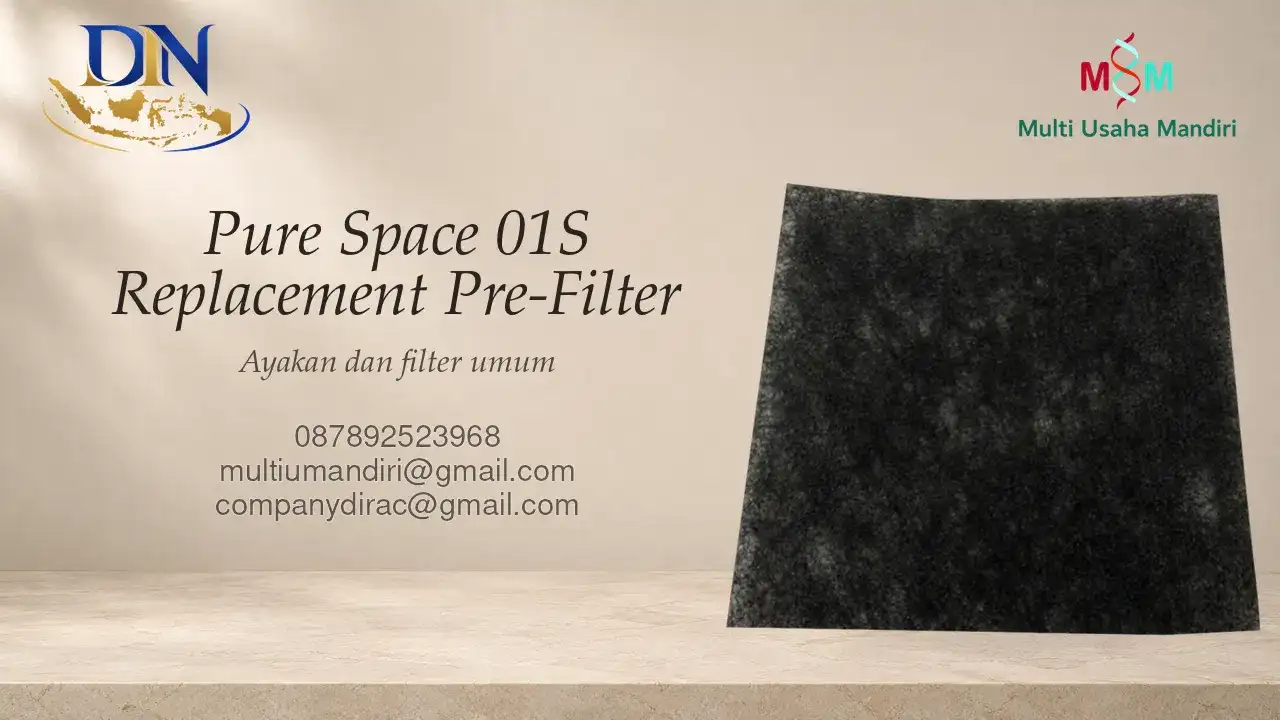 DIN
MSM
Multi Usaha Mandiri
Pure Space 01S
Replacement Pre-Filter
Ayakan dan filter umum
087892523968
multiumandiri@gmail.com
companydirac@gmail.com